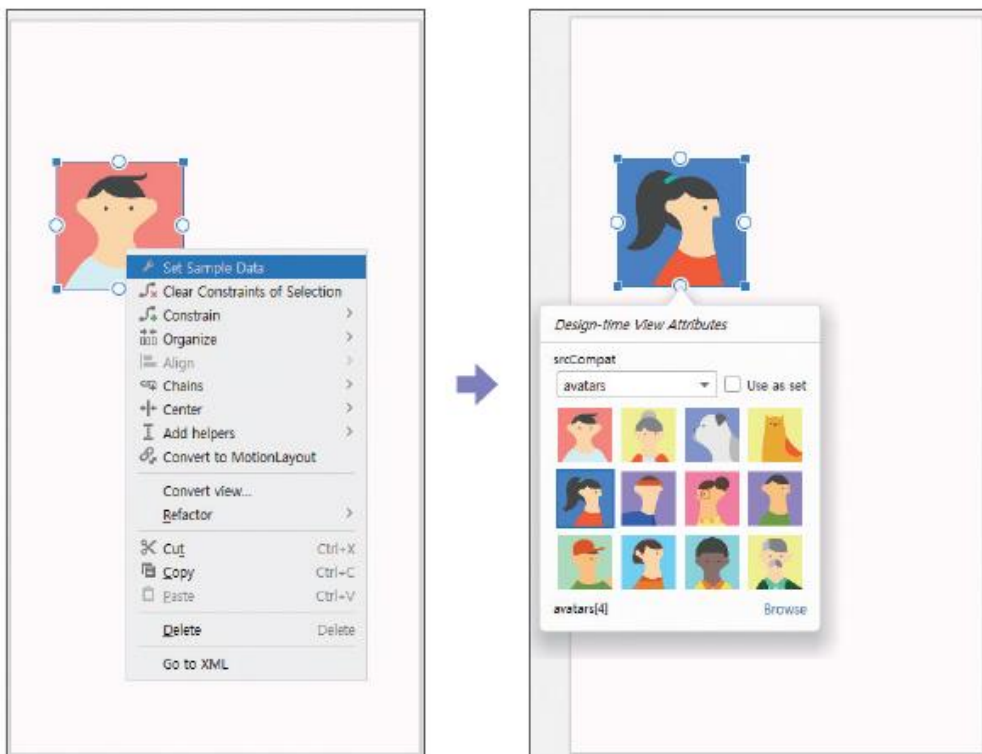 Set Sample Data
Clear Constraints of Selection
Constrain
Organize
Align
Chains
Center
Add helpers
Convert to MotionLayout
Convert view...
Refactor
Cut Ctrl+X
Copy Ctrl+C
Paste Ctrl+V
Delete Delete
Go to XML
Design-time View Attributes
srcCompat
avatars Use as set
avatars[4] Browse